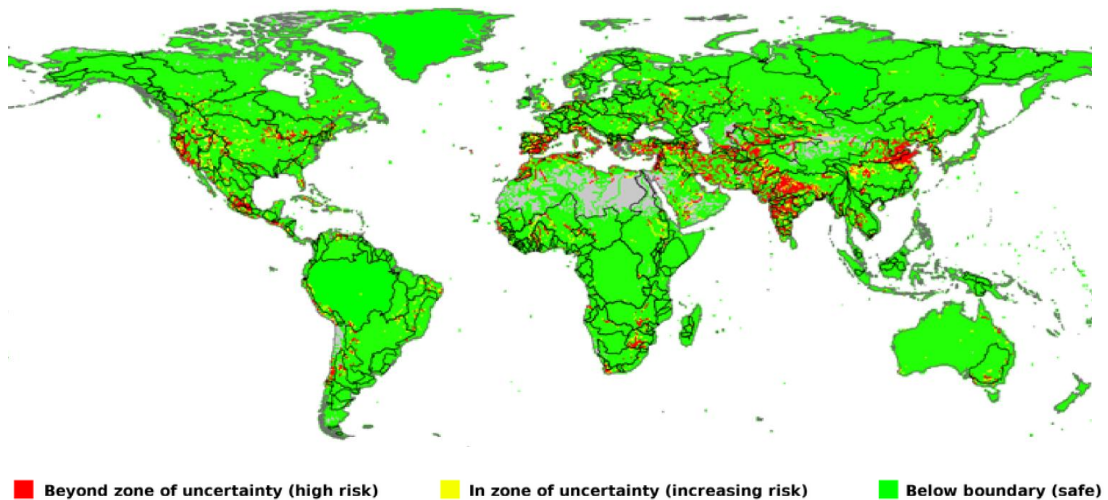 Beyond zone of uncertainty (high risk)
In zone of uncertainty (increasing risk)
Below boundary (safe)